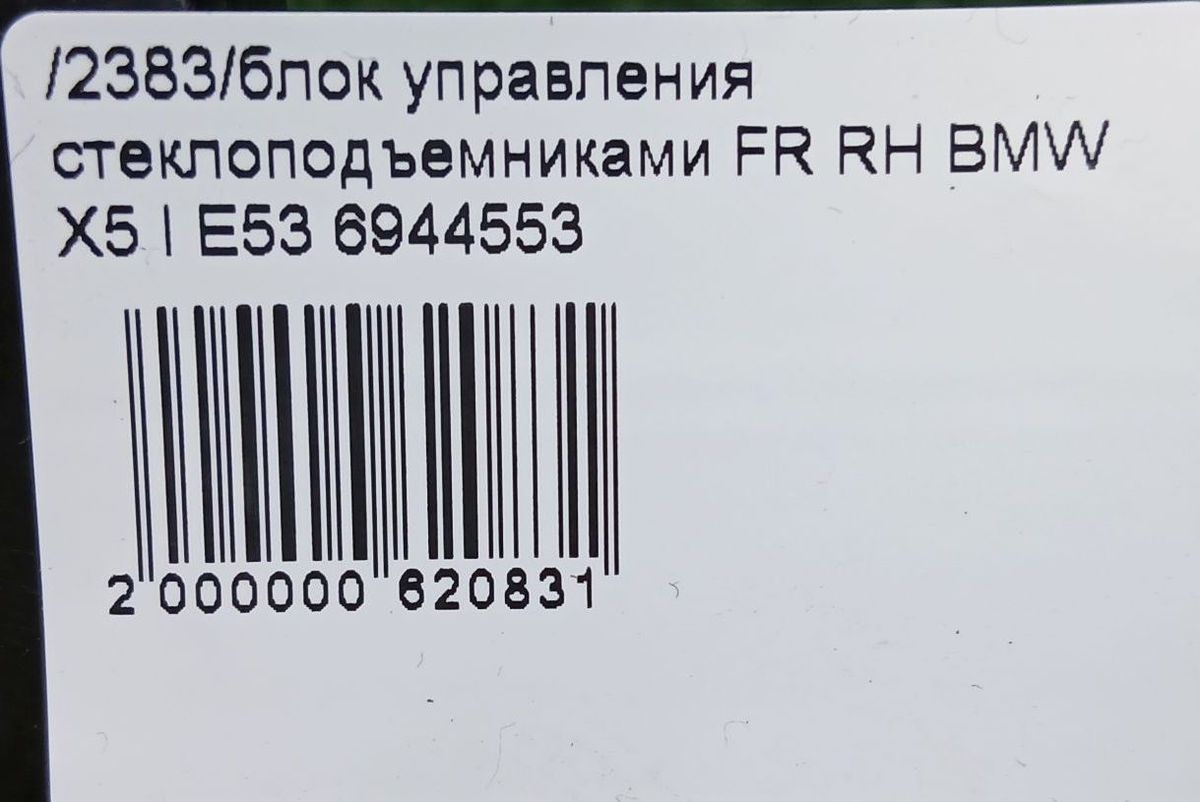 /2383/блок управления
стеклоподъемниками FR RH BMW
X5 I E53 6944553
2 000000 620831